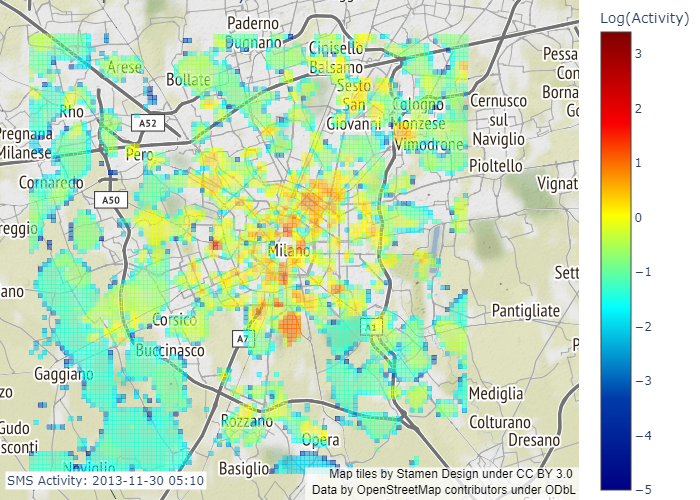 Paderno
Dugnano
Cinisello
Balsamo
Arese
Bollate
Sesto
San
Giovanni
Cologno
Monzese
Vimodrone
Cernusco
sul
Naviglio
Pioltello
Pessa
Con
Borna
Go
Rho
A52
Pregnana
Milanese
Pero
Cornaredo
A50
reggio
Vignat
Milano
Sett
ano
Pantigliate
Corsico
A7
A1
Buccinasco
P
Gaggiano
zo
Mediglia
Rozzano
Colturano
Dresano
Gudo
sconti
Opera
Basiglio
Noviglio
SMS Activity: 2013-11-30 05:10
Map tiles by Stamen Design under CC BY 3.0
Data by OpenStreetMap contributors under ODbL
Log(Activity)
3
2
1
0
−1
−2
−3
−4
−5